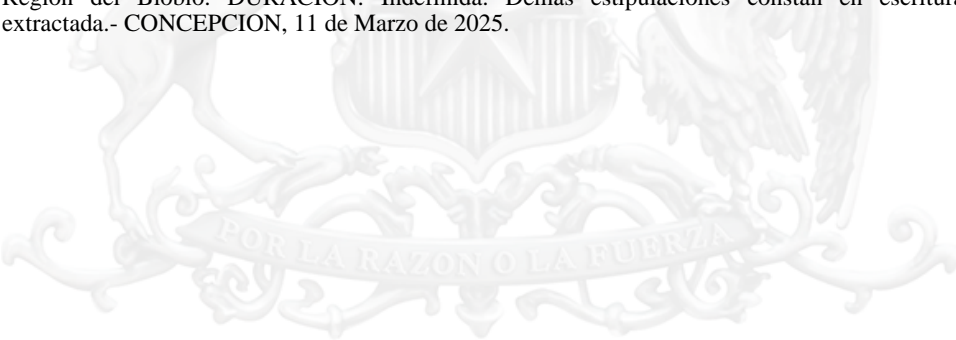 Región del Biobío. DURACIÓN: Indefinida. Demás estipulaciones constan en escritura
extractada.- CONCEPCION, 11 de Marzo de 2025.
POR LA RAZON O LA FUERZA